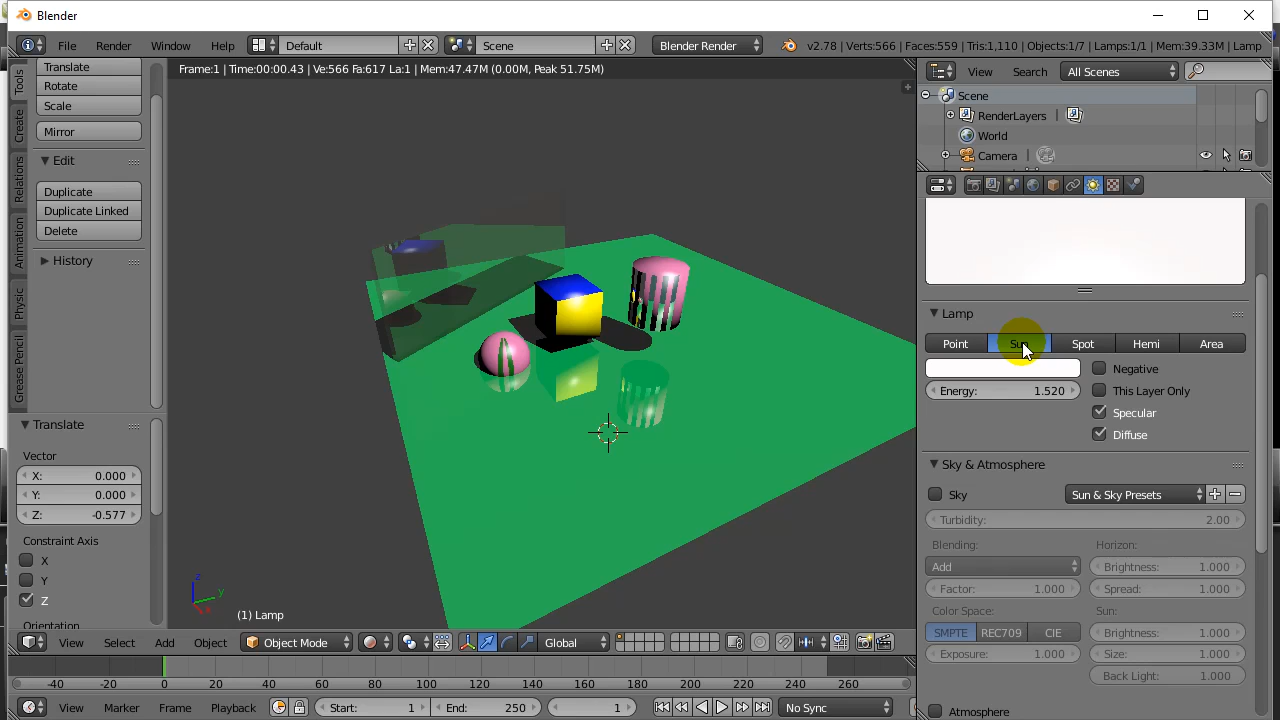 Blender
File Render Window Help Default Scene Blender Render v2.78 | Verts:566 | Faces:559 | Tris:1,110 | Objects:1/7 | Lamps:1/1 | Mem:39.33M | Lamp
Frame:1 | Time:00:00.43 | Ve:566 Fa:617 La:1 | Mem:47.47M (0.00M, Peak 51.75M)
Tools
Create
Relations
Animation
Physic
Grease Pencil
Translate
Rotate
Scale
Mirror
Edit
Duplicate
Duplicate Linked
Delete
History
Translate
Vector
X: 0.000
Y: 0.000
Z: -0.577
Constraint Axis
X
Y
Z
Orientation
z
y
x
(1) Lamp
View Select Add Object Object Mode Global
-40 -20 0 20 40 60 80 100 120 140 160 180 200 220 240 260
View Marker Frame Playback Start: 1 End: 250 1 No Sync
View Search All Scenes
Scene
RenderLayers |
World
Camera |
Lamp
Point Sun Spot Hemi Area
Negative
Energy: 1.520 This Layer Only
Specular
Diffuse
Sky & Atmosphere
Sky Sun & Sky Presets
Turbidity: 2.00
Blending: Horizon:
Add Brightness: 1.000
Factor: 1.000 Spread: 1.000
Color Space: Sun:
SMPTE REC709 CIE Brightness: 1.000
Exposure: 1.000 Size: 1.000
Back Light: 1.000
Atmosphere